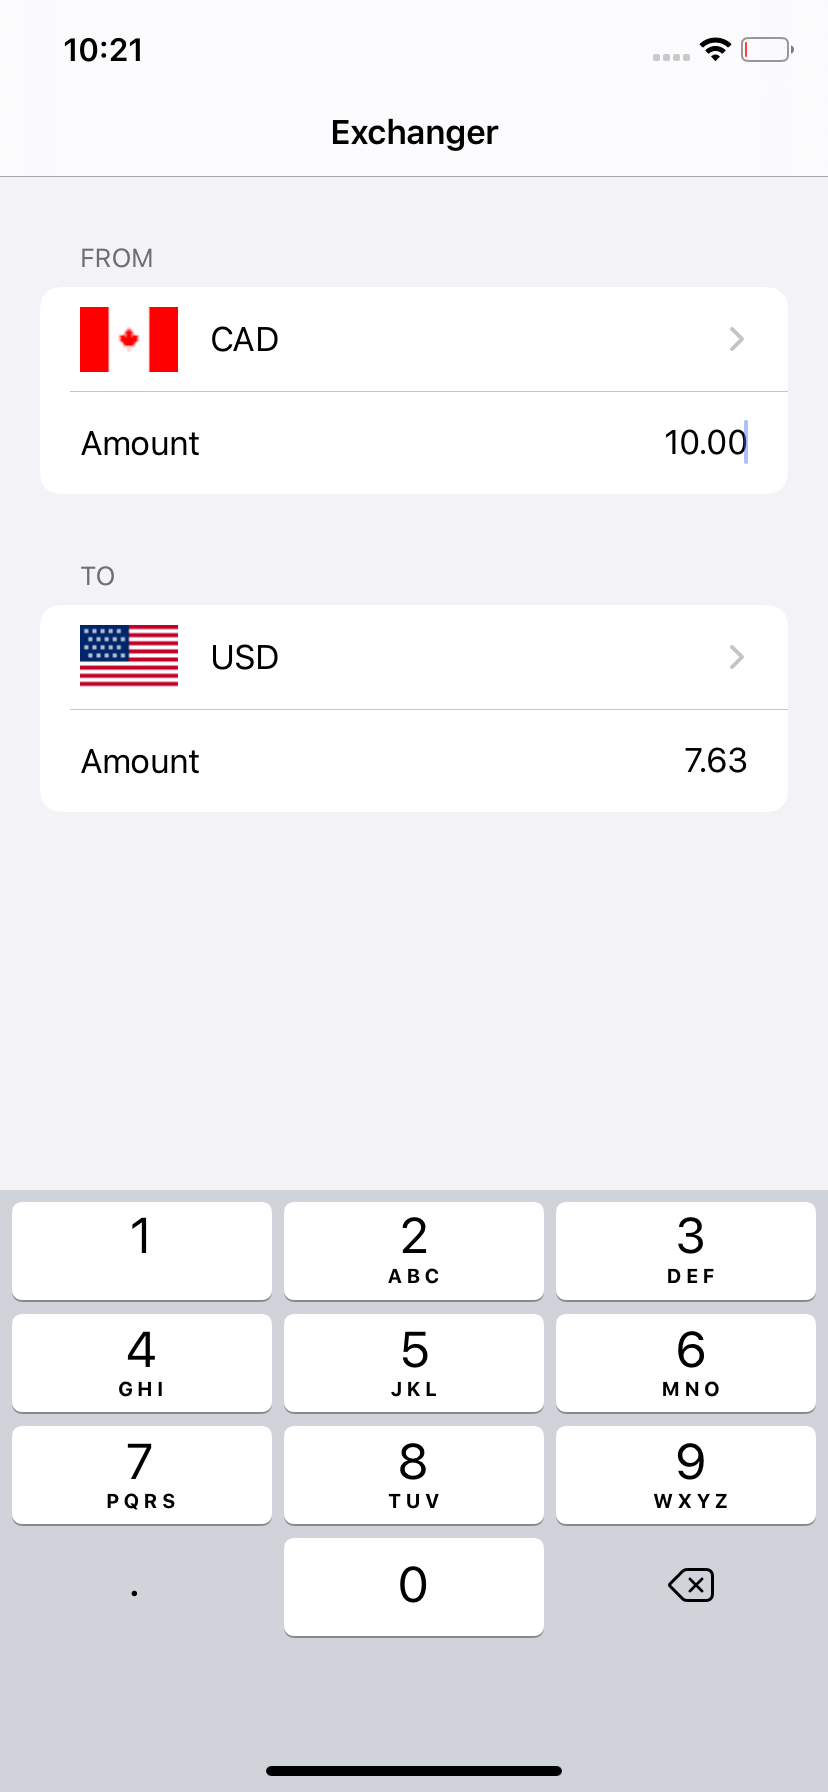 10:21
Exchanger
FROM
CAD
Amount 10.00
TO
USD
Amount 7.63
1 2 3
ABC DEF
4 5 6
GHI JKL MNO
7 8 9
PQRS TUV WXYZ
. 0